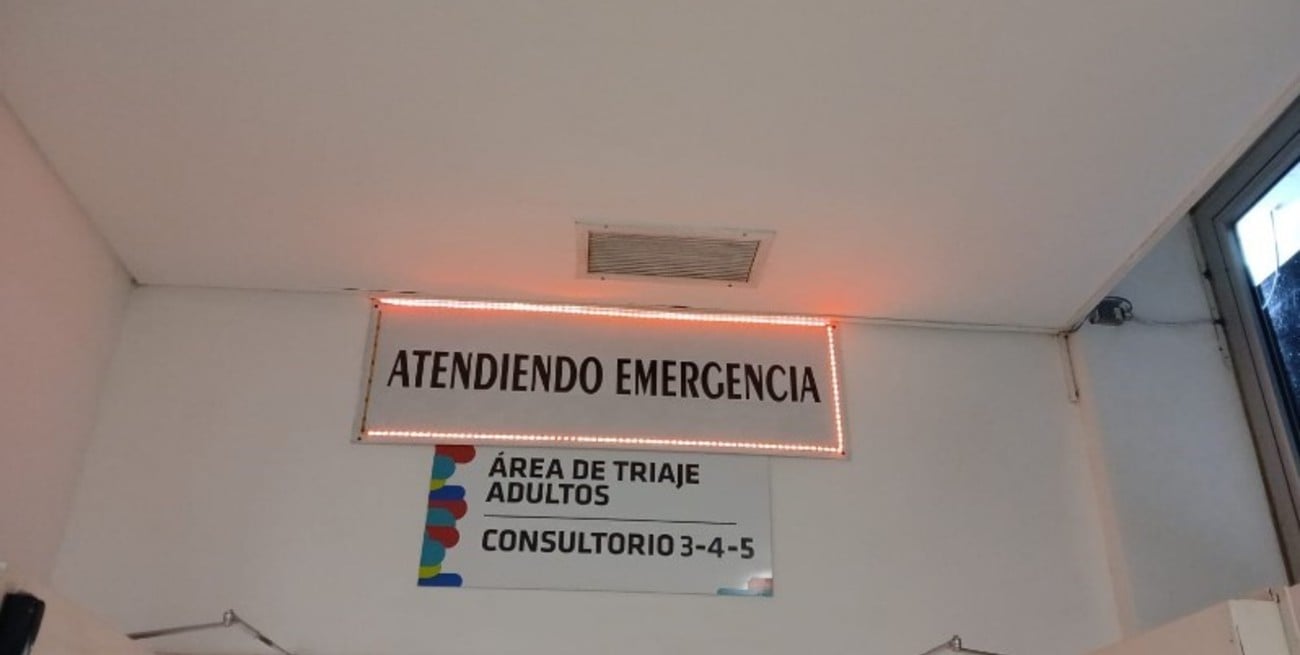 ATENDIENDO EMERGENCIA
ÁREA DE TRIAJE
ADULTOS
CONSULTORIO 3-4-5